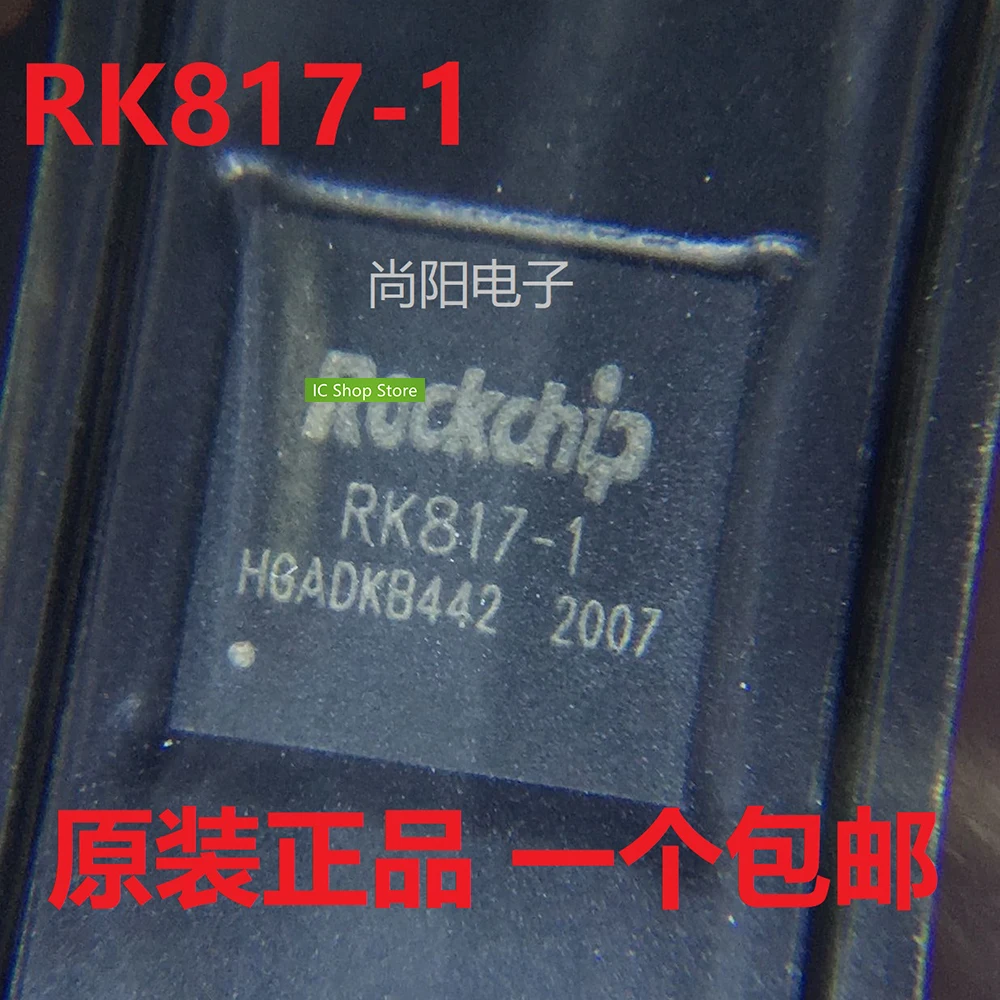 RK817-1
尚阳电子
Rockchip
IC Shop Store
RK817-1
HGADKB442 2007
原装正品 一个包邮